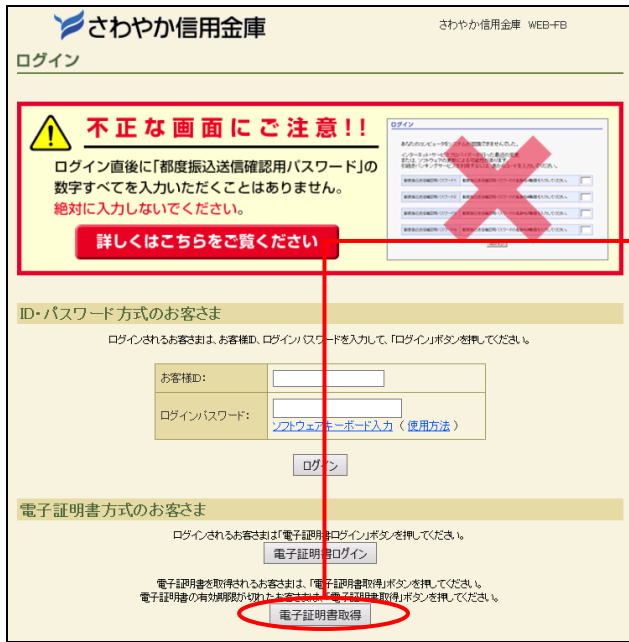 さわやか信用金庫
さわやか信用金庫 WEB-FB
ログイン
不正な画面にご注意!!
ログイン直後に「都度振込送信確認用パスワード」の
数字すべてを入力いただくことはありません。
絶対に入力しないでください。
詳しくはこちらをご覧ください
ログイン
ID・パスワード方式のお客さま
ログインされるお客さまは、お客様ID、ログインパスワードを入力して、「ログイン」ボタンを押してください。
お客様ID:
ログインパスワード:
ソフトウェアキーボード入力 ( 使用方法 )
ログイン
電子証明書方式のお客さま
ログインされるお客さまは「電子証明書ログイン」ボタンを押してください。
電子証明書ログイン
電子証明書を取得されるお客さまは、「電子証明書取得」ボタンを押してください。
電子証明書の有効期限が切れたお客さまは、「電子証明書取得」ボタンを押してください。
電子証明書取得